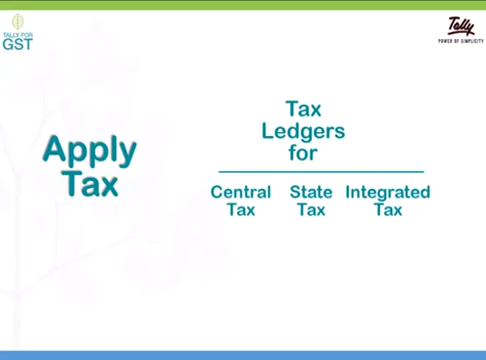 TALLY FOR
GST
Tally
POWER OF SIMPLICITY
Apply
Tax
Tax
Ledgers
for
Central
Tax
State
Tax
Integrated
Tax